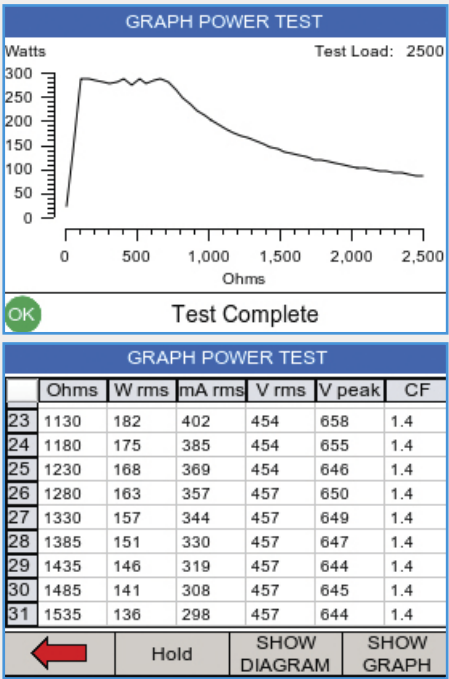 GRAPH POWER TEST
Watts Test Load: 2500
300
250
200
150
100
50
0
0 500 1,000 1,500 2,000 2,500
Ohms
OK Test Complete
GRAPH POWER TEST
Ohms W rms mA rms V rms V peak CF
23 1130 182 402 454 658 1.4
24 1180 175 385 454 655 1.4
25 1230 168 369 454 646 1.4
26 1280 163 357 457 650 1.4
27 1330 157 344 457 649 1.4
28 1385 151 330 457 647 1.4
29 1435 146 319 457 644 1.4
30 1485 141 308 457 645 1.4
31 1535 136 298 457 644 1.4
Hold SHOW DIAGRAM SHOW GRAPH